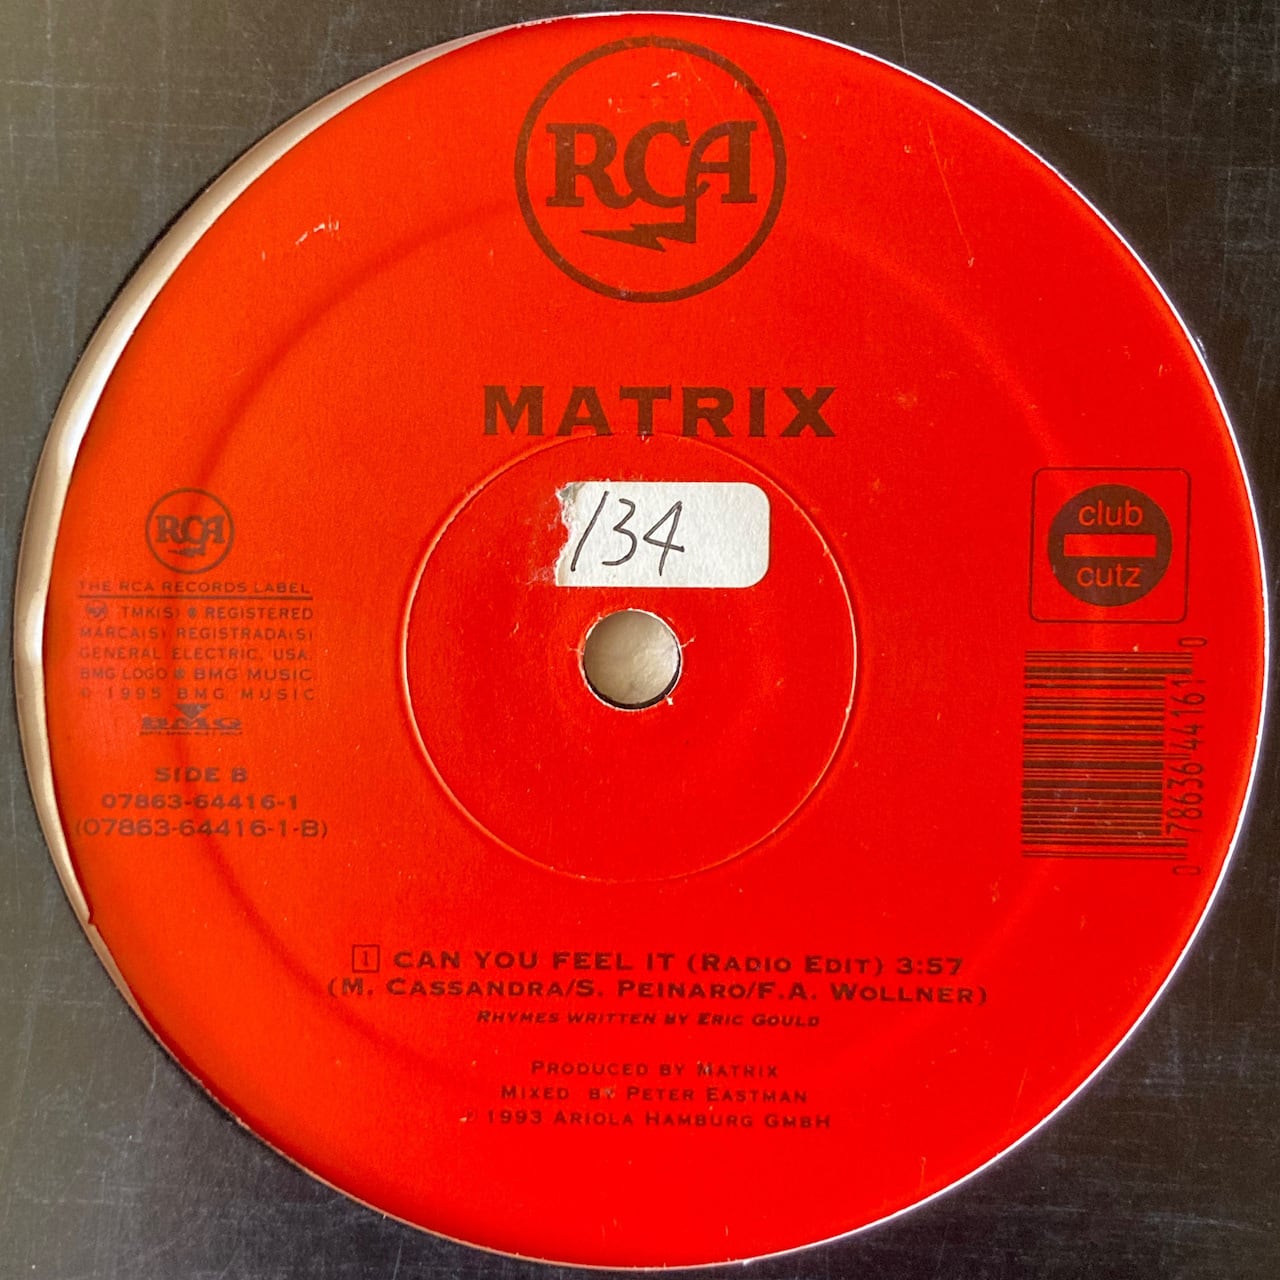 RCA
MATRIX
134
RCA
THE RCA RECORDS LABEL
RCA TMK(S) ® REGISTERED
MARCA(S) REGISTRADA(S)
GENERAL ELECTRIC, USA.
BMG LOGO ® BMG MUSIC
© 1995 BMG MUSIC
BMG
SIDE B
07863-64416-1
(07863-64416-1-B)
club
cutz
0 78636 44161 0
1 CAN YOU FEEL IT (RADIO EDIT) 3:57
(M. CASSANDRA/S. PEINARO/F.A. WOLLNER)
RHYMES WRITTEN BY ERIC GOULD
PRODUCED BY MATRIX
MIXED BY PETER EASTMAN
℗ 1993 ARIOLA HAMBURG GMBH